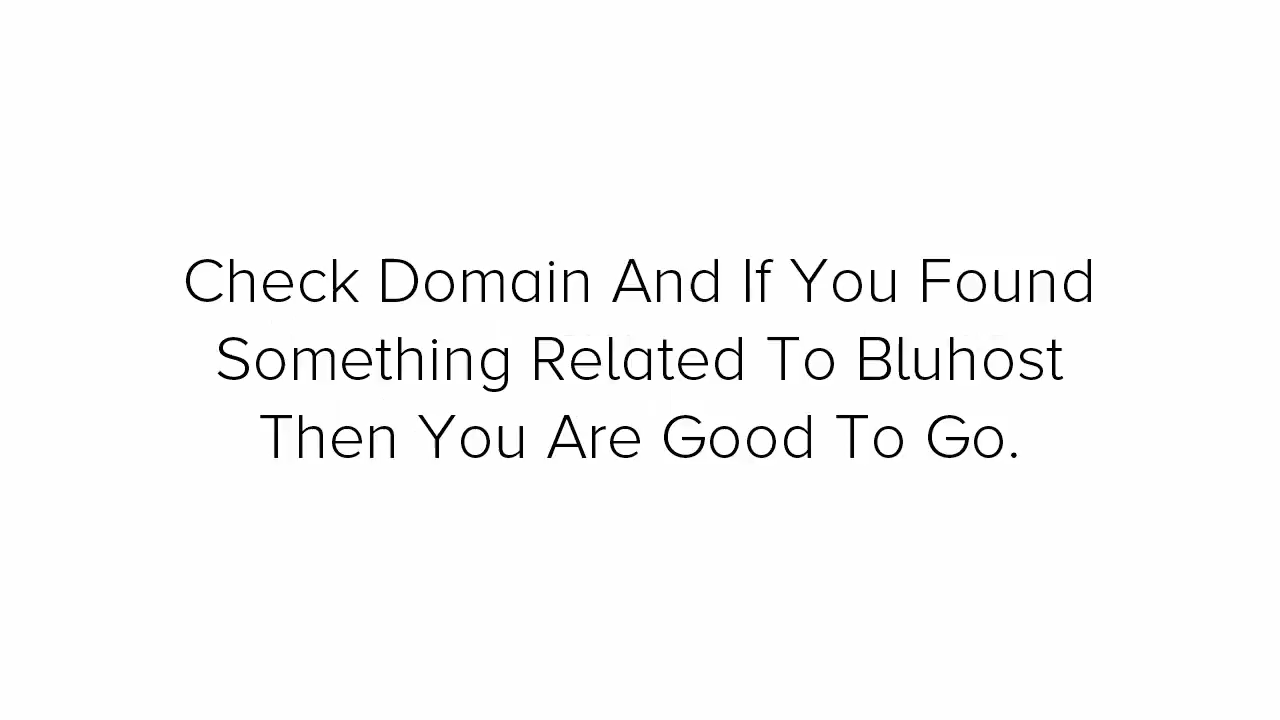 Check Domain And If You Found
Something Related To Bluhost
Then You Are Good To Go.